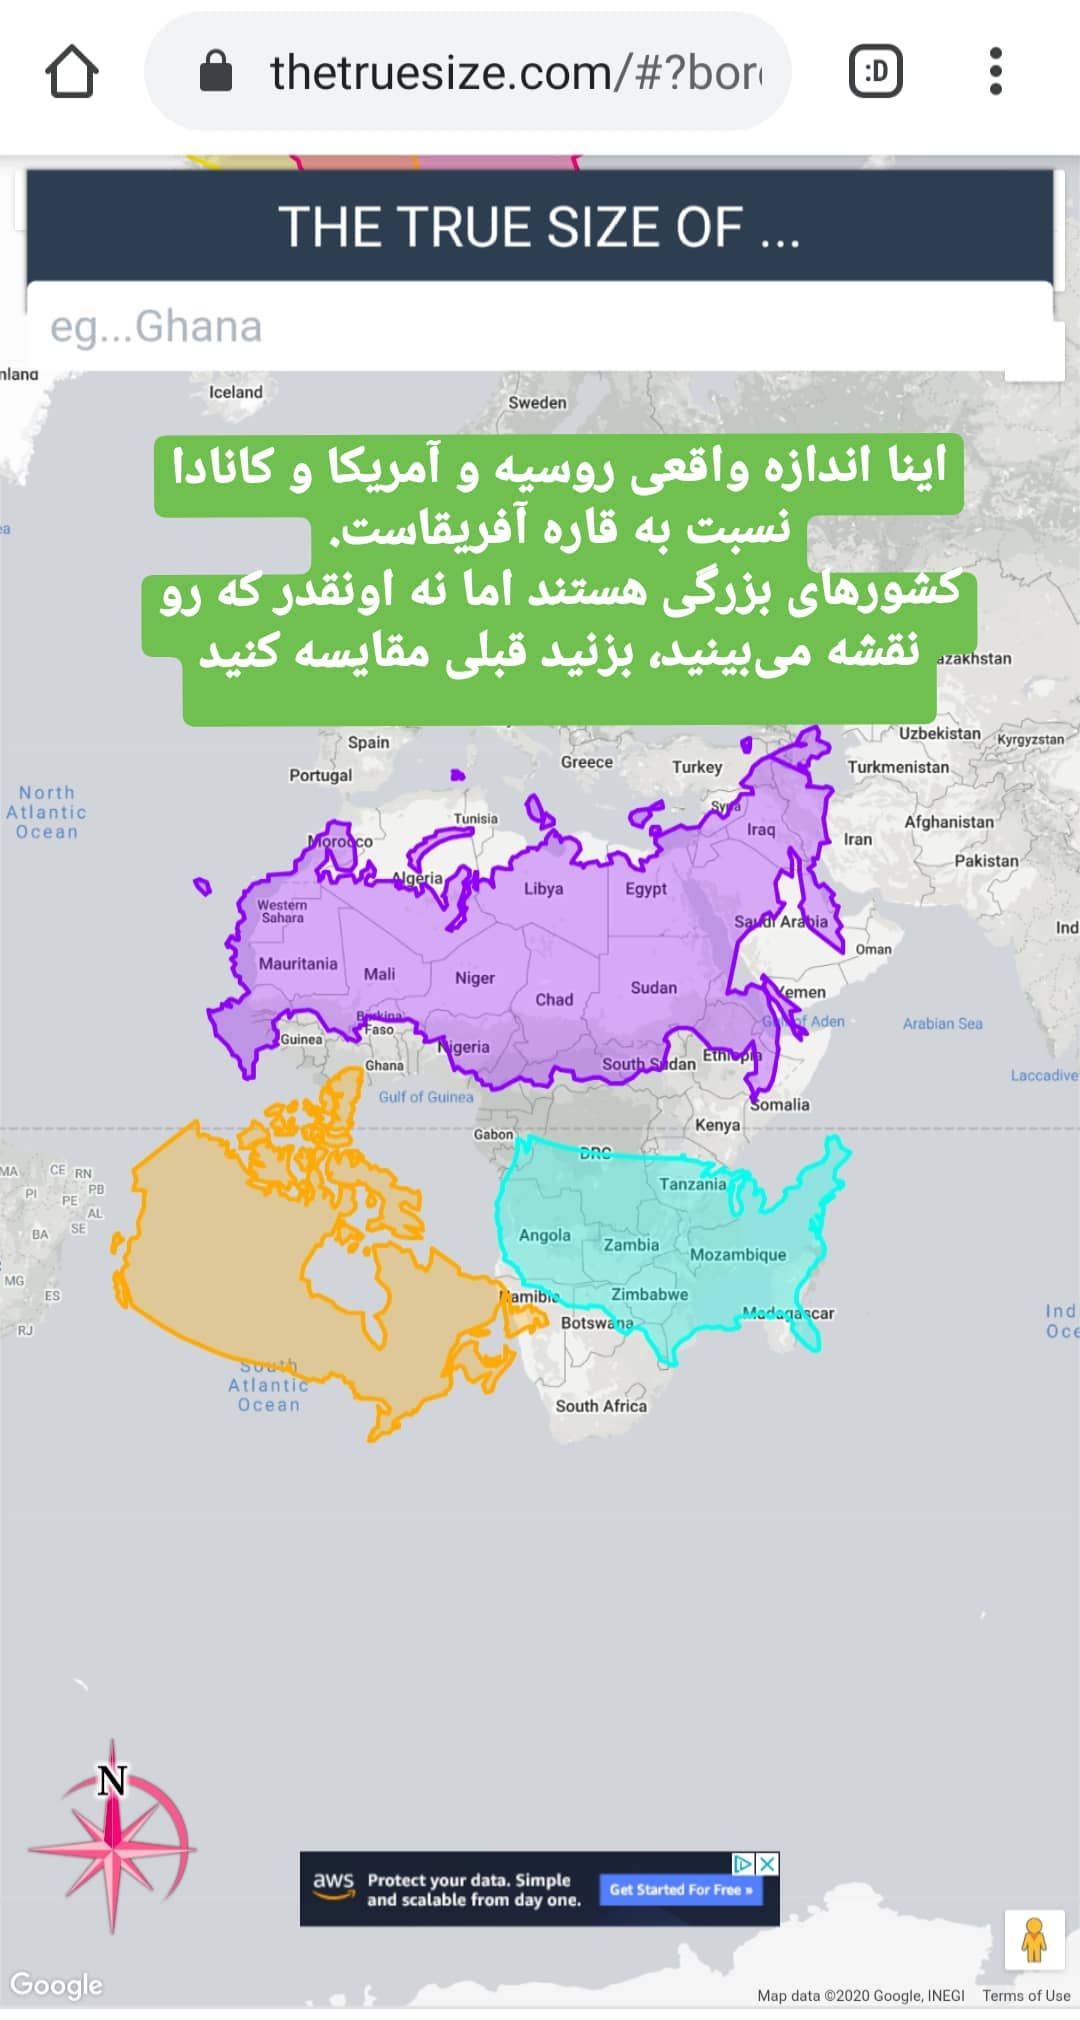 thetruesize.com/#?bor
:D
THE TRUE SIZE OF ...
eg...Ghana
Iceland
Sweden
اینا اندازه واقعی روسیه و آمریکا و کانادا
نسبت به قاره آفریقاست.
کشورهای بزرگی هستند اما نه اونقدر که رو
نقشه می‌بینید، بزنید قبلی مقایسه کنید
azakhstan
Spain
Portugal
Greece
Turkey
Uzbekistan
Kyrgyzstan
Turkmenistan
North
Atlantic
Ocean
Tunisia
Syria
Morocco
Algeria
Libya
Egypt
Iraq
Iran
Afghanistan
Pakistan
Western
Sahara
Saudi Arabia
Oman
Ind
Mauritania
Mali
Niger
Chad
Sudan
Yemen
Burkina
Faso
Guinea
Nigeria
Ghana
South Sudan
Ethiopia
Gulf of Aden
Arabian Sea
Laccadive
Gulf of Guinea
Somalia
Kenya
Gabon
DRC
Tanzania
MA
CE
RN
PI
PB
PE
AL
BA
SE
MG
ES
RJ
Angola
Zambia
Mozambique
Namibia
Zimbabwe
Botswana
Madagascar
Ind
Oce
South
Atlantic
Ocean
South Africa
N
aws
Protect your data. Simple
and scalable from day one.
Get Started For Free »
Google
Map data ©2020 Google, INEGI
Terms of Use